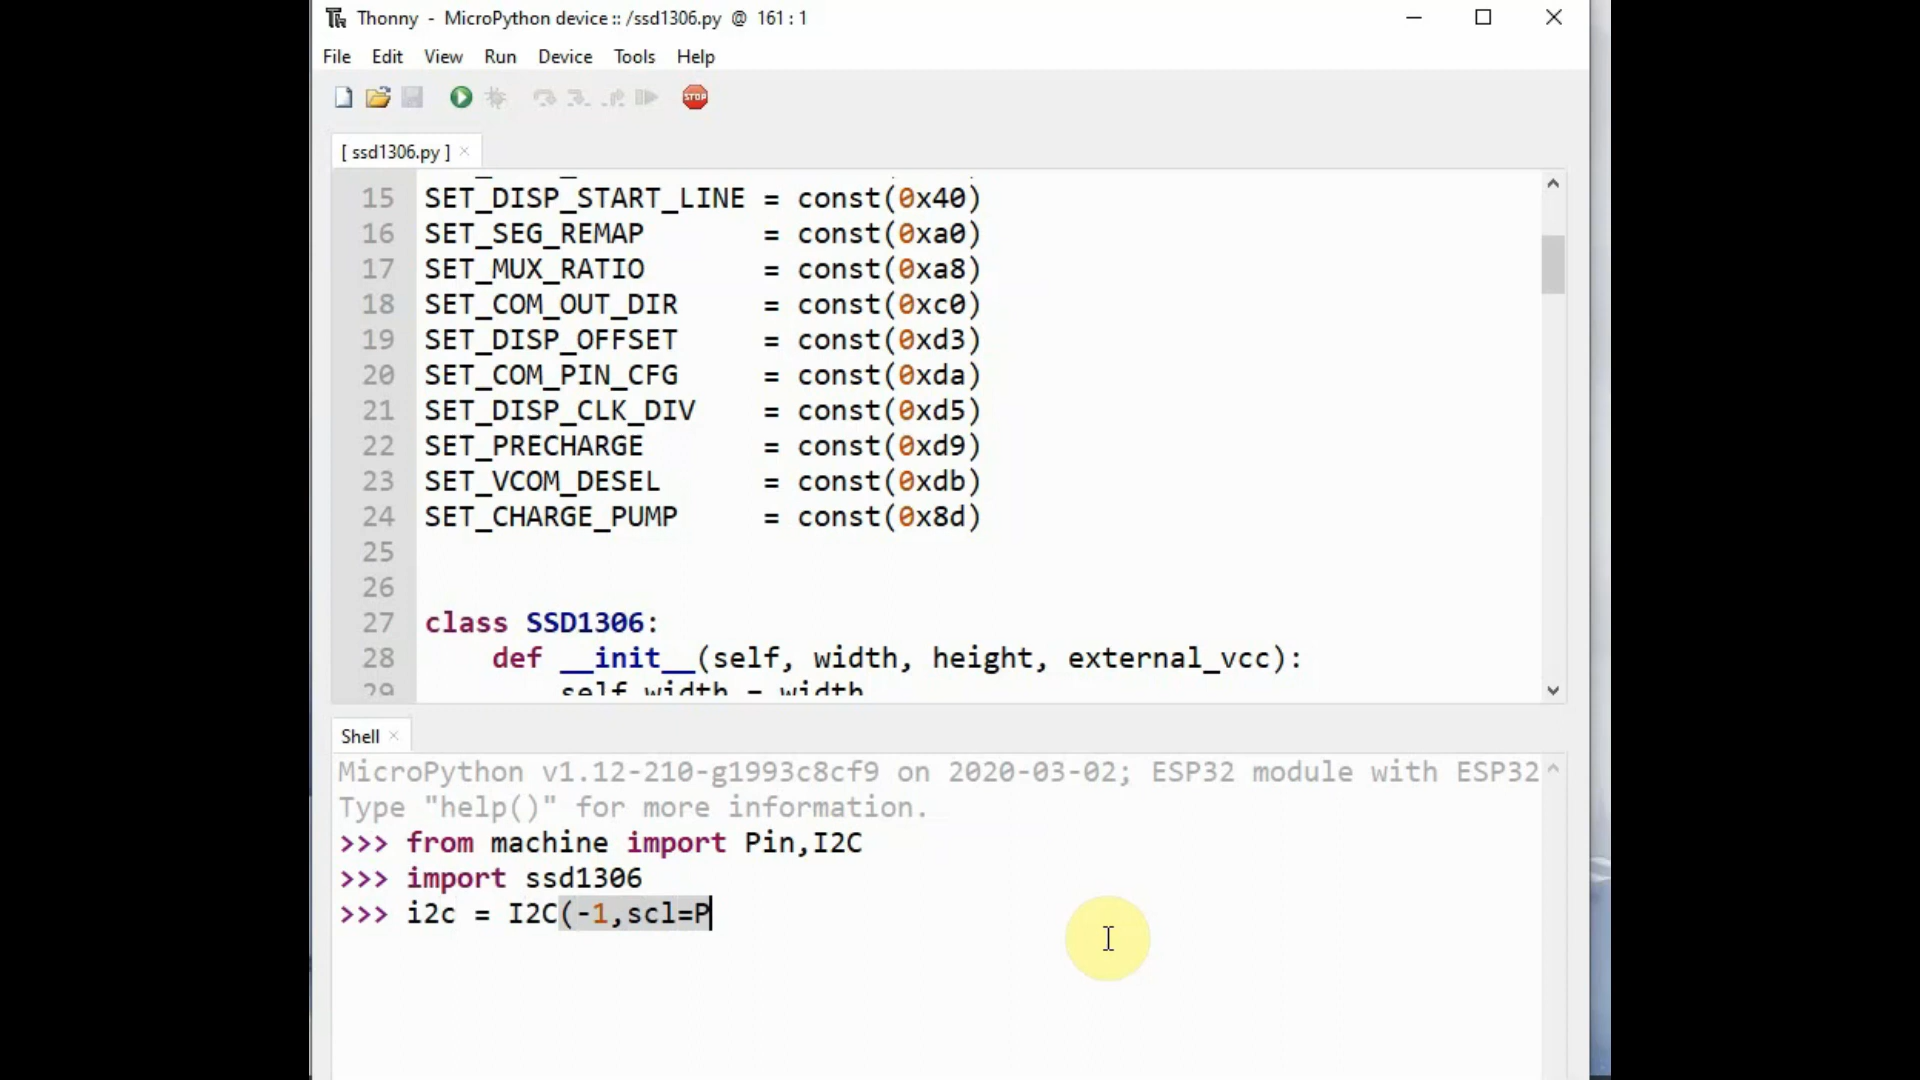 Thonny - MicroPython device :: /ssd1306.py @ 161 : 1
File Edit View Run Device Tools Help
STOP
[ ssd1306.py ] ×
15 SET_DISP_START_LINE = const(0x40)
16 SET_SEG_REMAP = const(0xa0)
17 SET_MUX_RATIO = const(0xa8)
18 SET_COM_OUT_DIR = const(0xc0)
19 SET_DISP_OFFSET = const(0xd3)
20 SET_COM_PIN_CFG = const(0xda)
21 SET_DISP_CLK_DIV = const(0xd5)
22 SET_PRECHARGE = const(0xd9)
23 SET_VCOM_DESEL = const(0xdb)
24 SET_CHARGE_PUMP = const(0x8d)
25
26
27 class SSD1306:
28 def __init__(self, width, height, external_vcc):
29 self.width = width
Shell ×
MicroPython v1.12-210-g1993c8cf9 on 2020-03-02; ESP32 module with ESP32
Type "help()" for more information.
>>> from machine import Pin,I2C
>>> import ssd1306
>>> i2c = I2C(-1,scl=P